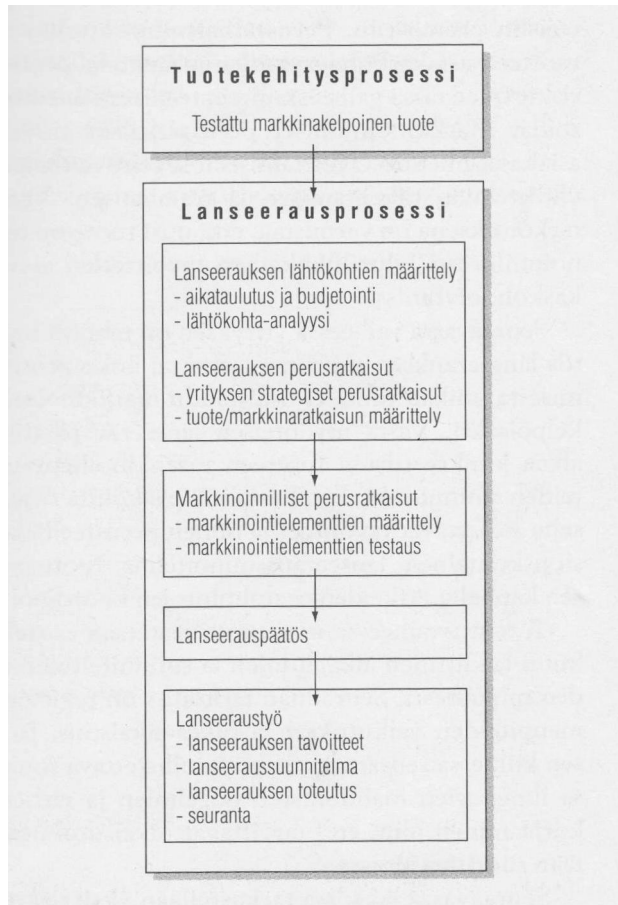 Tuotekehitysprosessi
Testattu markkinakelpoinen tuote
Lanseerausprosessi
Lanseerauksen lähtökohtien määrittely
- aikataulutus ja budjetointi
- lähtökohta-analyysi
Lanseerauksen perusratkaisut
- yrityksen strategiset perusratkaisut
- tuote/markkinaratkaisun määrittely
Markkinoinnilliset perusratkaisut
- markkinointielementtien määrittely
- markkinointielementtien testaus
Lanseerauspäätös
Lanseeraustyö
- lanseerauksen tavoitteet
- lanseeraussuunnitelma
- lanseerauksen toteutus
- seuranta